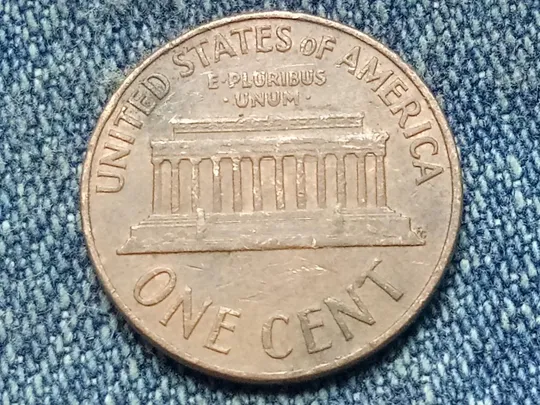 UNITED STATES OF AMERICA
E·PLURIBUS
·UNUM·
ONE CENT